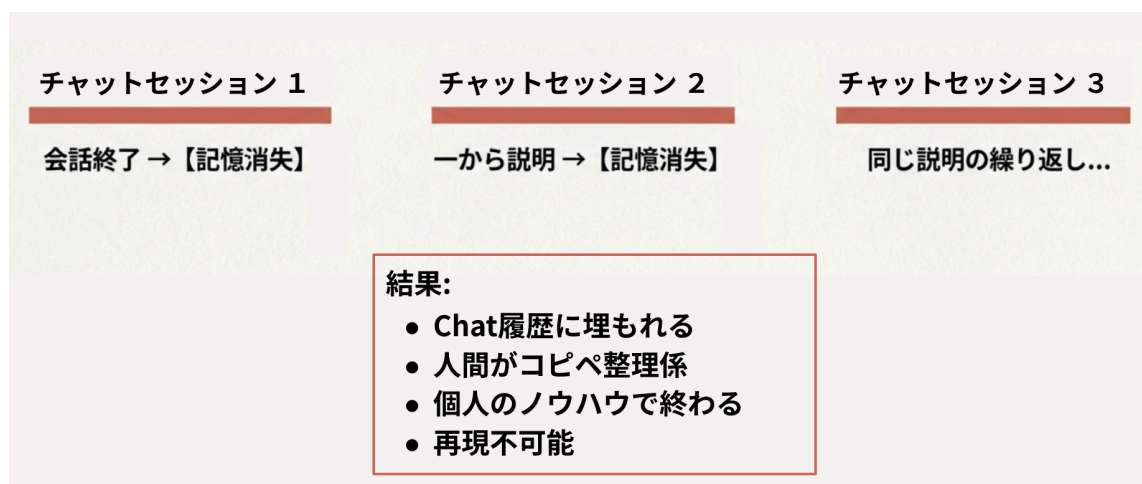 チャットセッション 1
チャットセッション 2
チャットセッション 3
会話終了 →【記憶消失】
一から説明 →【記憶消失】
同じ説明の繰り返し...
結果:
● Chat履歴に埋もれる
● 人間がコピペ整理係
● 個人のノウハウで終わる
● 再現不可能